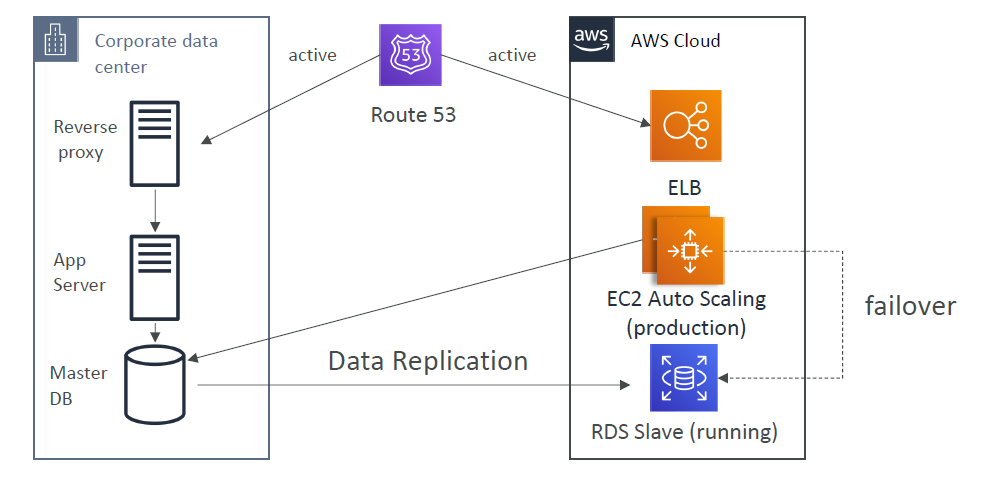 Corporate data
center
active
53
active
aws
AWS Cloud
Route 53
Reverse
proxy
ELB
App
Server
EC2 Auto Scaling
(production)
failover
Master
DB
Data Replication
RDS Slave (running)